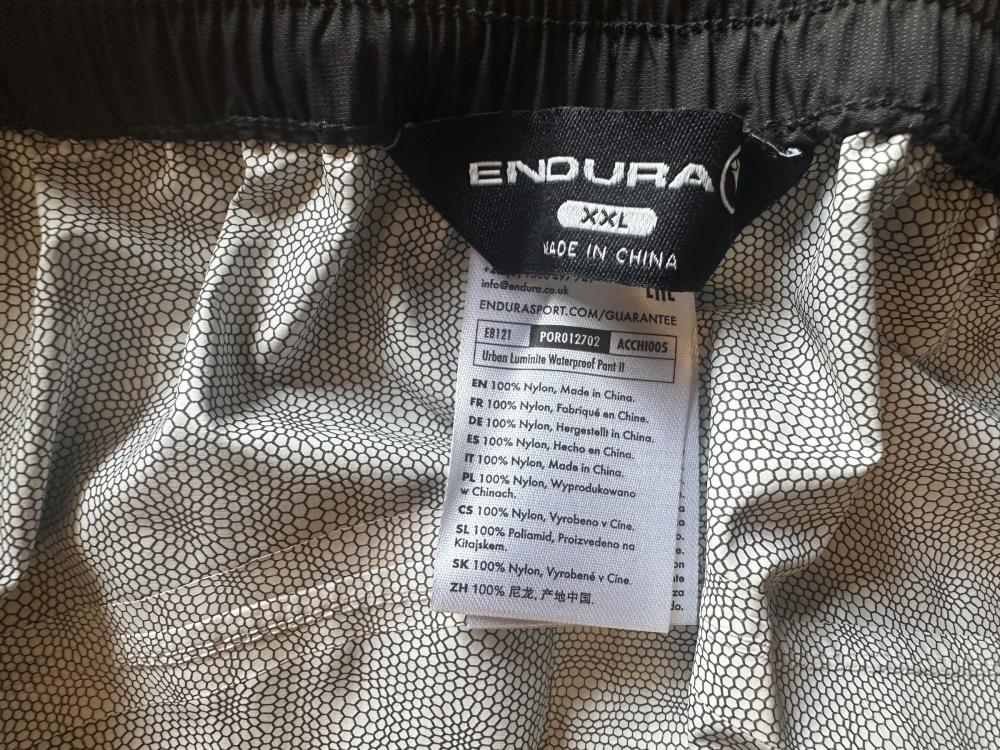 ENDURA
XXL
MADE IN CHINA
info@endura.co.uk
ENDURASPORT.COM/GUARANTEE
E8121 POR012702 ACCHI005
Urban Luminite Waterproof Pant II
EN 100% Nylon, Made in China.
FR 100% Nylon, Fabriqué en Chine.
DE 100% Nylon, Hergestellt in China.
ES 100% Nylon, Hecho en China.
IT 100% Nylon, Made in China.
PL 100% Nylon, Wyprodukowano
w Chinach.
CS 100% Nylon, Vyrobeno v Číne.
SL 100% Poliamid, Proizvedeno na
Kitajskem.
SK 100% Nylon, Vyrobené v Číne.
ZH 100% 尼龙, 产地中国.